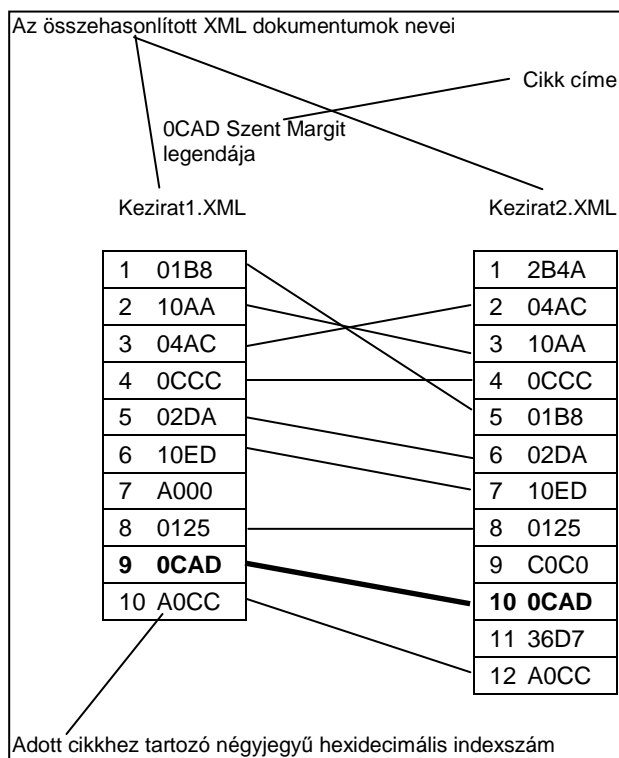 Az összehasonlított XML dokumentumok nevei
Cikk címe
0CAD Szent Margit
legendája
Kezirat1.XML
Kezirat2.XML
1 01B8
2 10AA
3 04AC
4 0CCC
5 02DA
6 10ED
7 A000
8 0125
9 0CAD
10 A0CC
1 2B4A
2 04AC
3 10AA
4 0CCC
5 01B8
6 02DA
7 10ED
8 0125
9 C0C0
10 0CAD
11 36D7
12 A0CC
Adott cikkhez tartozó négyjegyű hexidecimális indexszám